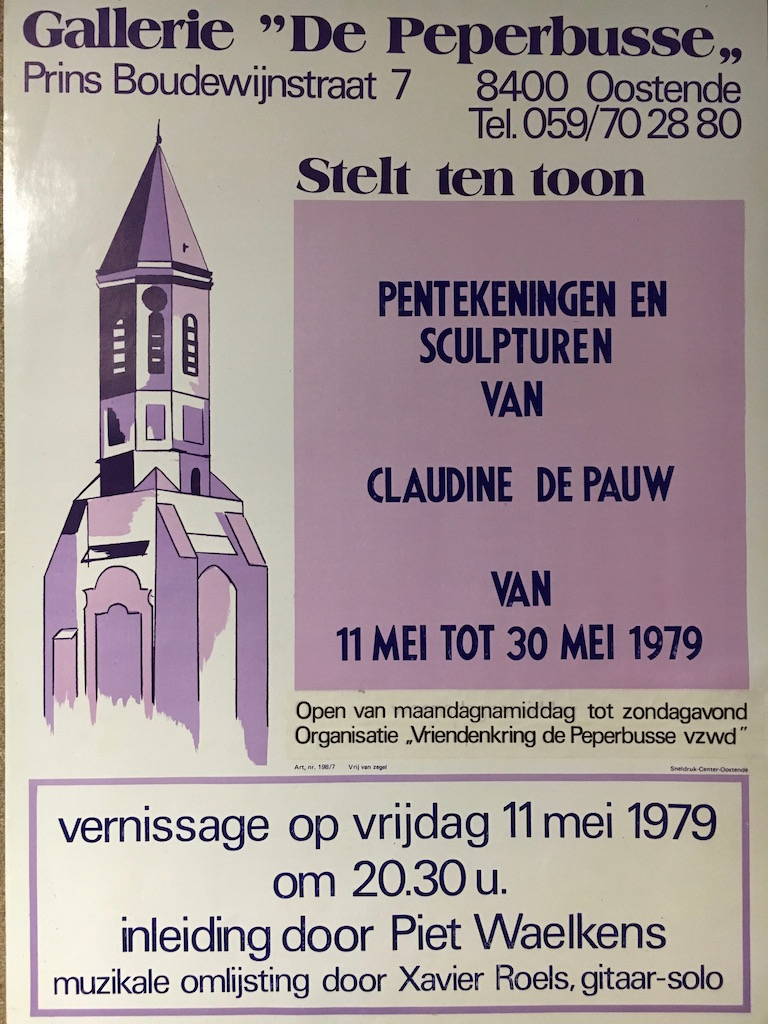 Gallerie ”De Peperbusse„
Prins Boudewijnstraat 7 8400 Oostende
Tel. 059/70 28 80
Stelt ten toon
PENTEKENINGEN EN
SCULPTUREN
VAN
CLAUDINE DE PAUW
VAN
11 MEI TOT 30 MEI 1979
Open van maandagnamiddag tot zondagavond
Organisatie „Vriendenkring de Peperbusse vzwd”
Art, nr. 198/7 Vrij van zegel Sneldruk-Center-Oostende
vernissage op vrijdag 11 mei 1979
om 20.30 u.
inleiding door Piet Waelkens
muzikale omlijsting door Xavier Roels, gitaar-solo